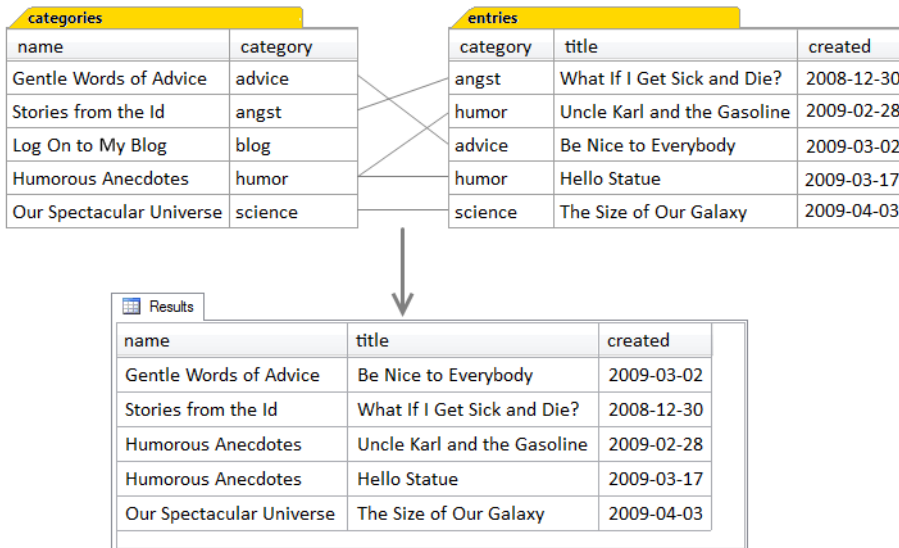 categories
name category
Gentle Words of Advice advice
Stories from the Id angst
Log On to My Blog blog
Humorous Anecdotes humor
Our Spectacular Universe science
entries
category title created
angst What If I Get Sick and Die? 2008-12-30
humor Uncle Karl and the Gasoline 2009-02-28
advice Be Nice to Everybody 2009-03-02
humor Hello Statue 2009-03-17
science The Size of Our Galaxy 2009-04-03
Results
name title created
Gentle Words of Advice Be Nice to Everybody 2009-03-02
Stories from the Id What If I Get Sick and Die? 2008-12-30
Humorous Anecdotes Uncle Karl and the Gasoline 2009-02-28
Humorous Anecdotes Hello Statue 2009-03-17
Our Spectacular Universe The Size of Our Galaxy 2009-04-03